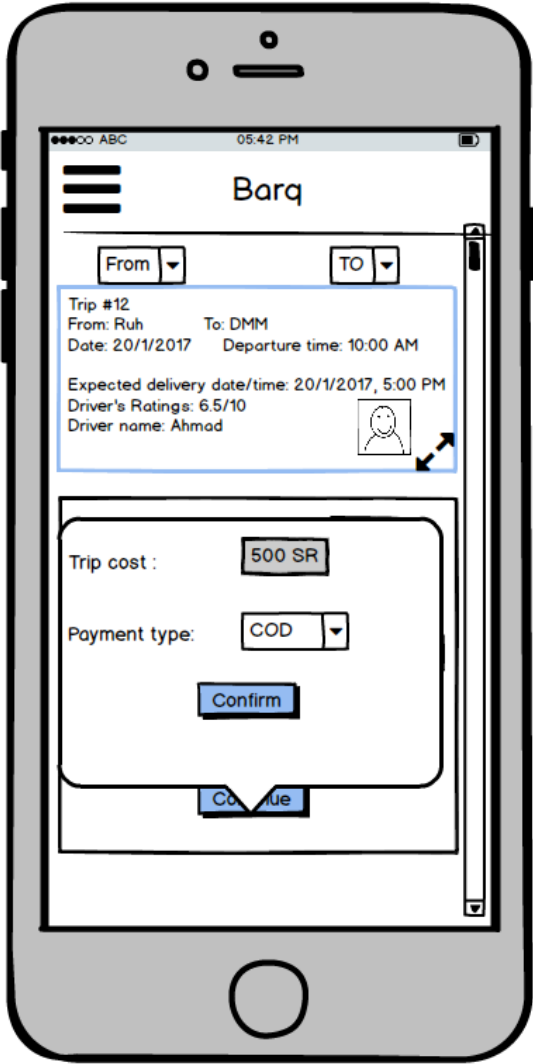 ABC 05:42 PM
Barq
From TO
Trip #12
From: Ruh To: DMM
Date: 20/1/2017 Departure time: 10:00 AM
Expected delivery date/time: 20/1/2017, 5:00 PM
Driver's Ratings: 6.5/10
Driver name: Ahmad
Trip cost : 500 SR
Payment type: COD
Confirm